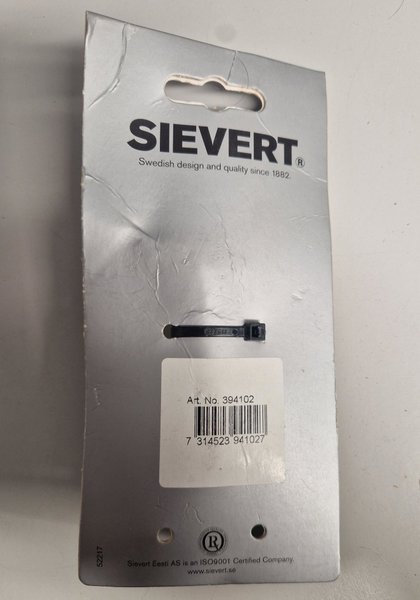 SIEVERT®
Swedish design and quality since 1882.
Art. No. 394102
7 314523 941027
R
Sievert Eesti AS is an ISO9001 Certified Company.
www.sievert.se
52217